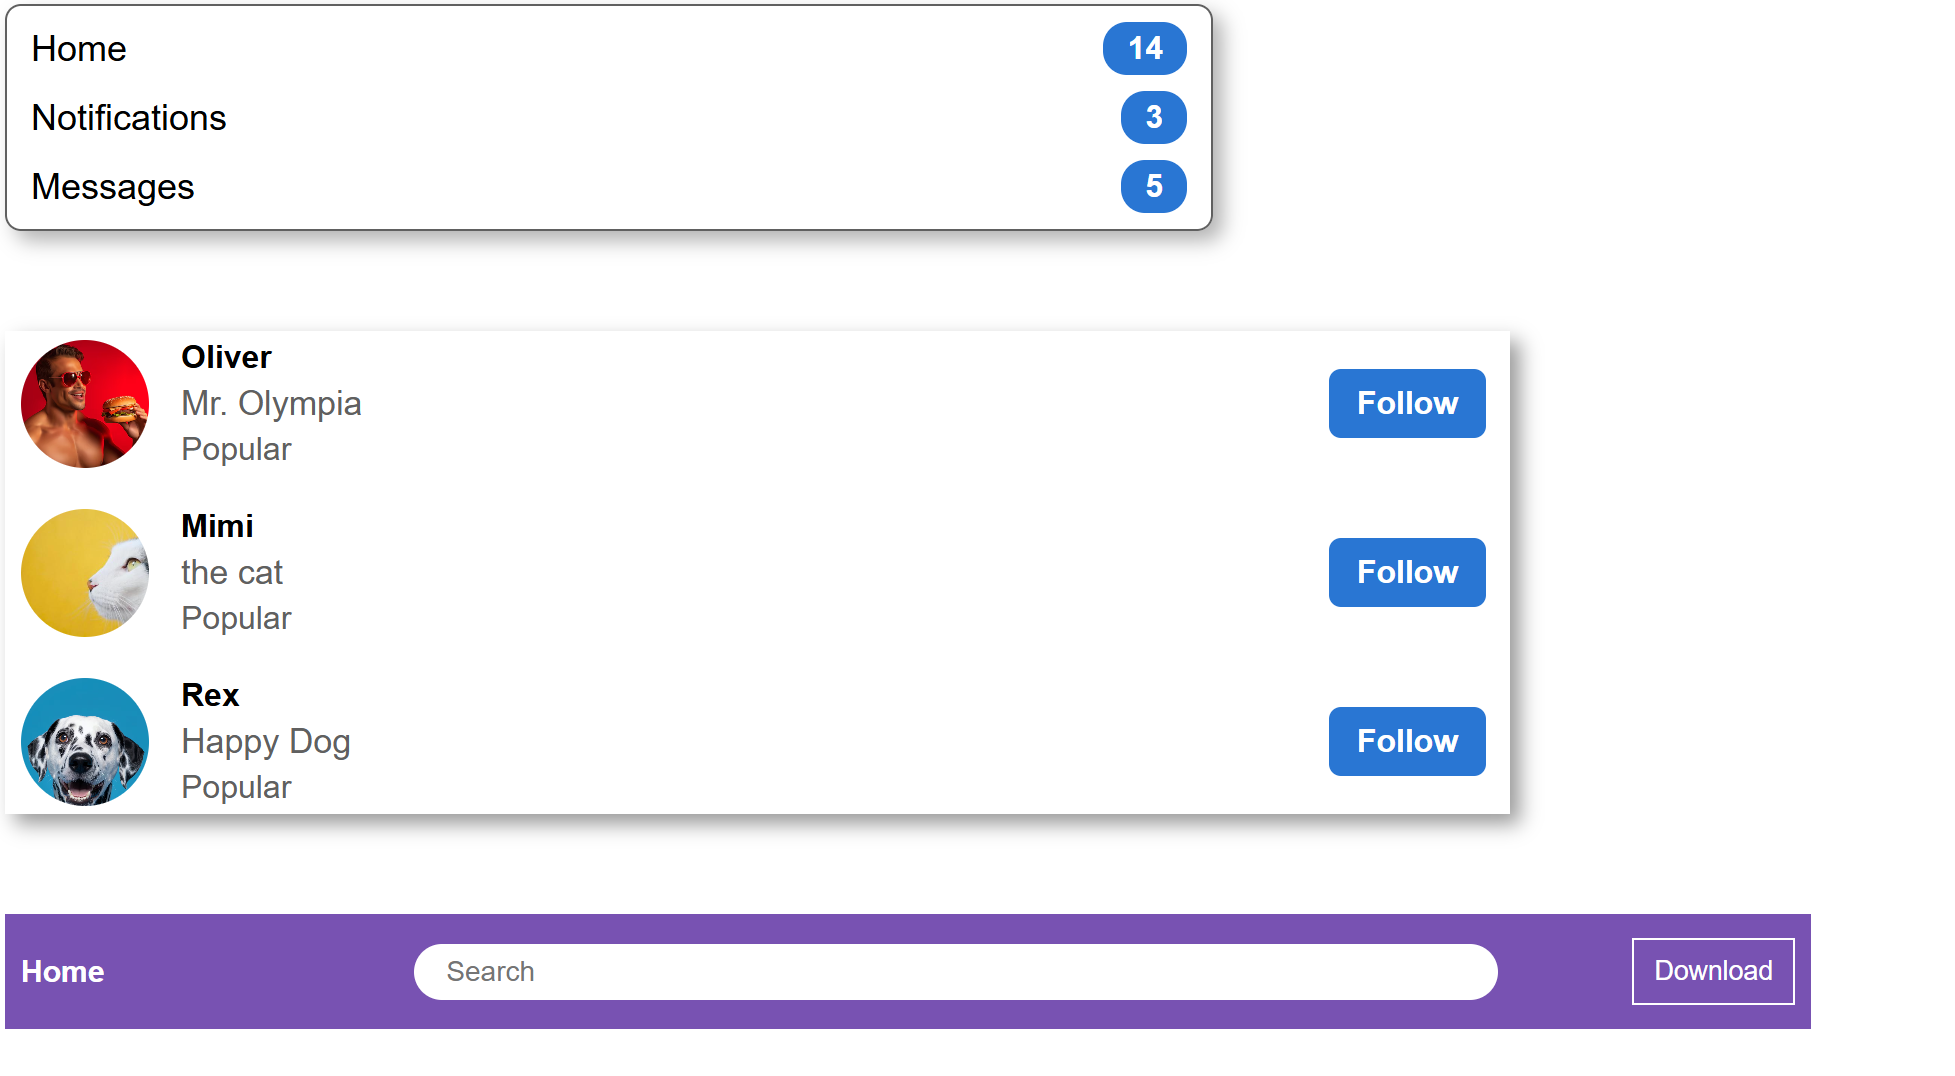 Home 14
Notifications 3
Messages 5
Oliver
Mr. Olympia
Popular
Follow
Mimi
the cat
Popular
Follow
Rex
Happy Dog
Popular
Follow
Home Search Download